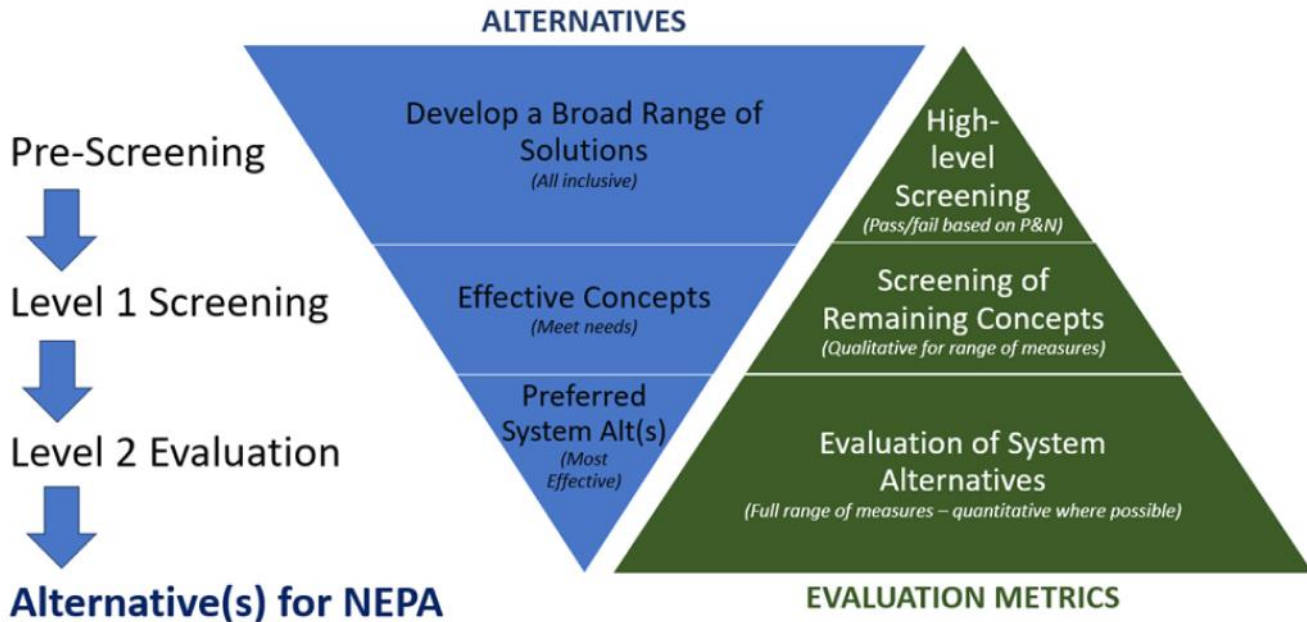 ALTERNATIVES
Pre-Screening
Level 1 Screening
Level 2 Evaluation
Alternative(s) for NEPA
Develop a Broad Range of
Solutions
(All inclusive)
Effective Concepts
(Meet needs)
Preferred
System Alt(s)
(Most
Effective)
High-
level
Screening
(Pass/fail based on P&N)
Screening of
Remaining Concepts
(Qualitative for range of measures)
Evaluation of System
Alternatives
(Full range of measures – quantitative where possible)
EVALUATION METRICS